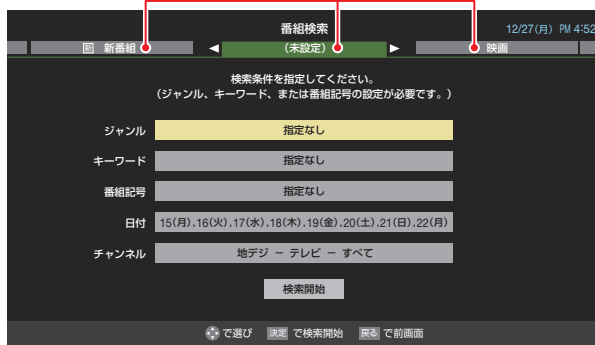 番組検索
12/27(月) PM 4:52
新番組
(未設定)
映画
検索条件を指定してください。
(ジャンル、キーワード、または番組記号の設定が必要です。)
ジャンル 指定なし
キーワード 指定なし
番組記号 指定なし
日付 15(月).16(火).17(水).18(木).19(金).20(土).21(日).22(月)
チャンネル 地デジ － テレビ － すべて
検索開始
で選び 決定 で検索開始 戻る で前画面